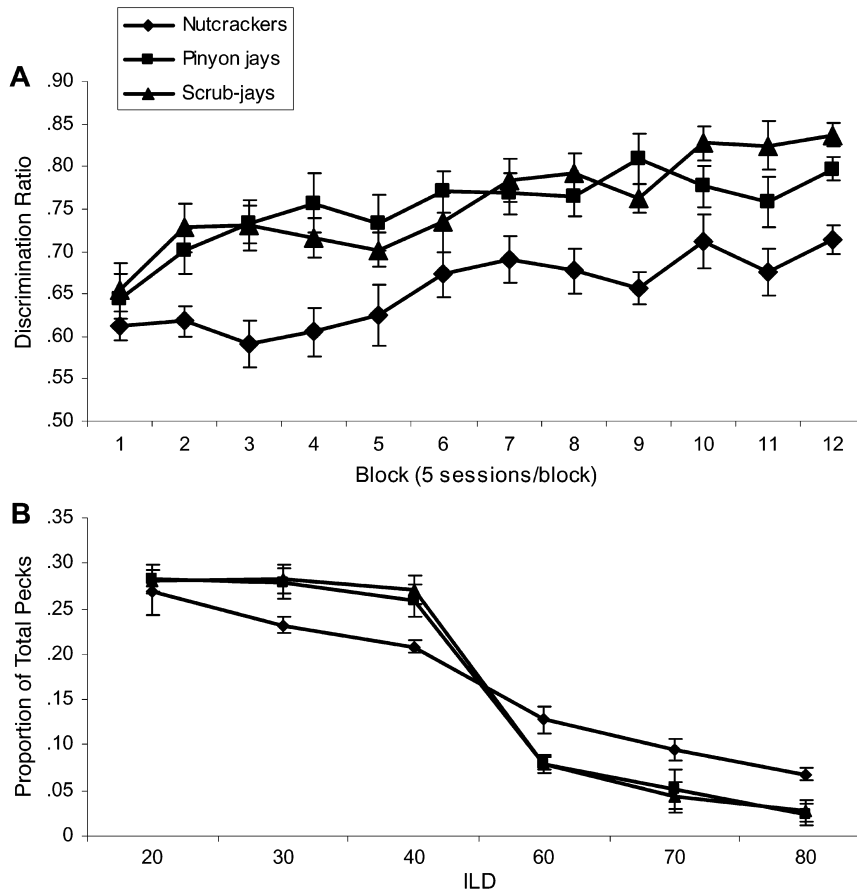 Nutcrackers
Pinyon jays
Scrub-jays
A
.90
.85
.80
.75
.70
.65
.60
.55
.50
Discrimination Ratio
1 2 3 4 5 6 7 8 9 10 11 12
Block (5 sessions/block)
B
.35
.30
.25
.20
.15
.10
.05
0
Proportion of Total Pecks
20 30 40 60 70 80
ILD